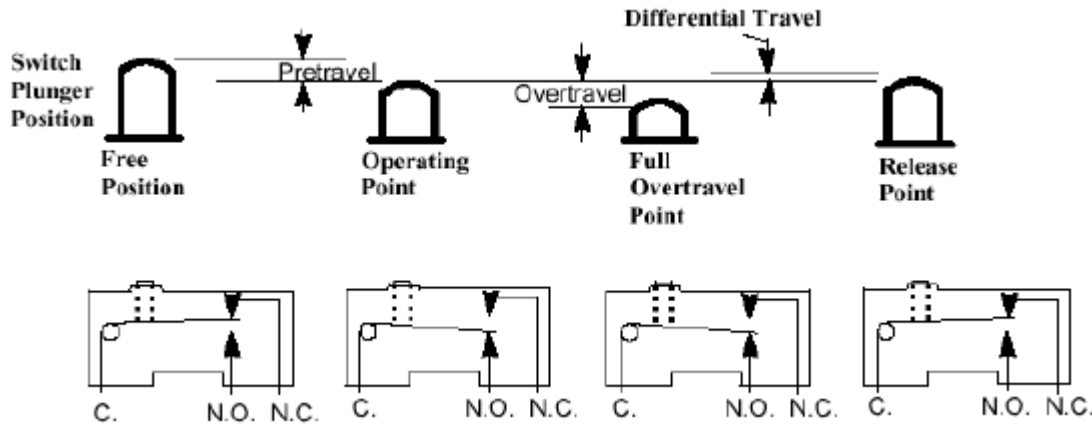 Differential Travel
Switch
Plunger
Position
Pretravel
Overtravel
Free
Position
Operating
Point
Full
Overtravel
Point
Release
Point
C. N.O. N.C.
C. N.O. N.C.
C. N.O. N.C.
C. N.O. N.C.